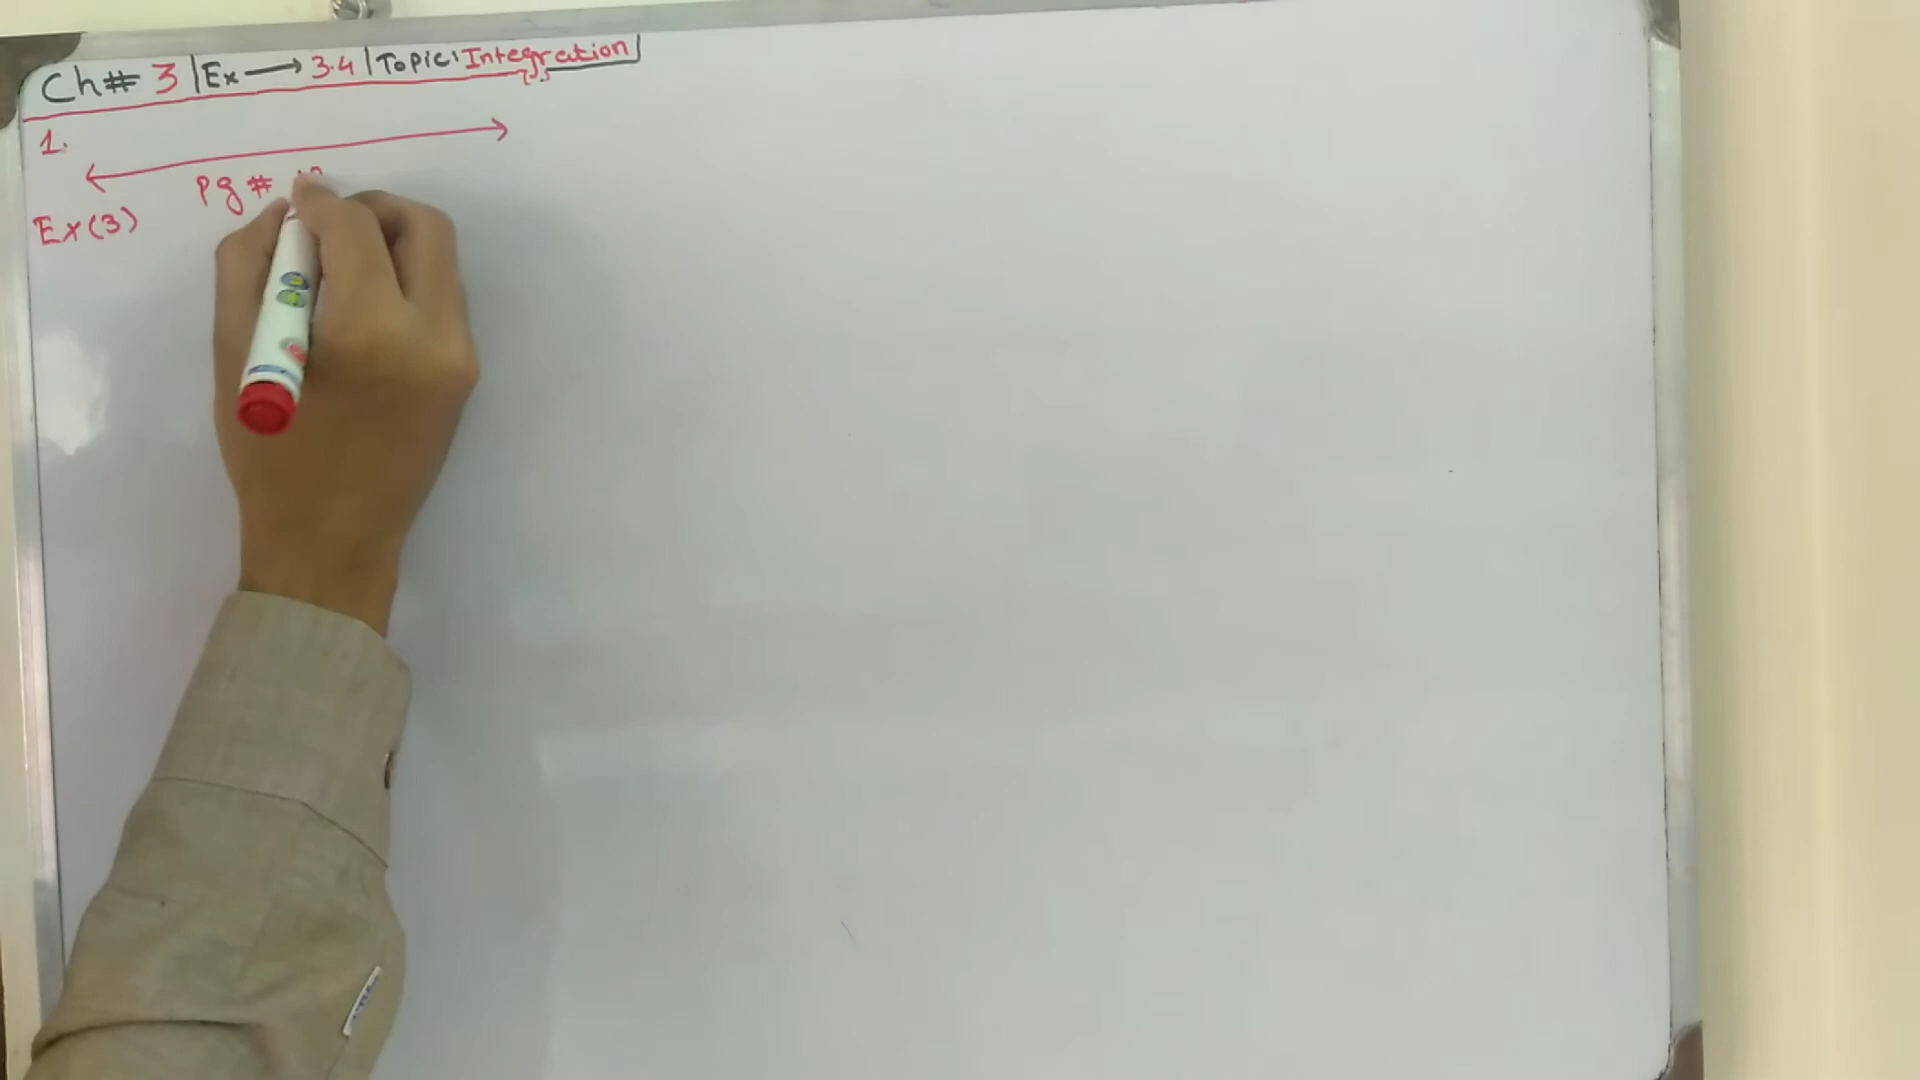 Ch# 3 | Ex → 3.4 | Topic: Integration
1.
Pg #
Ex(3)